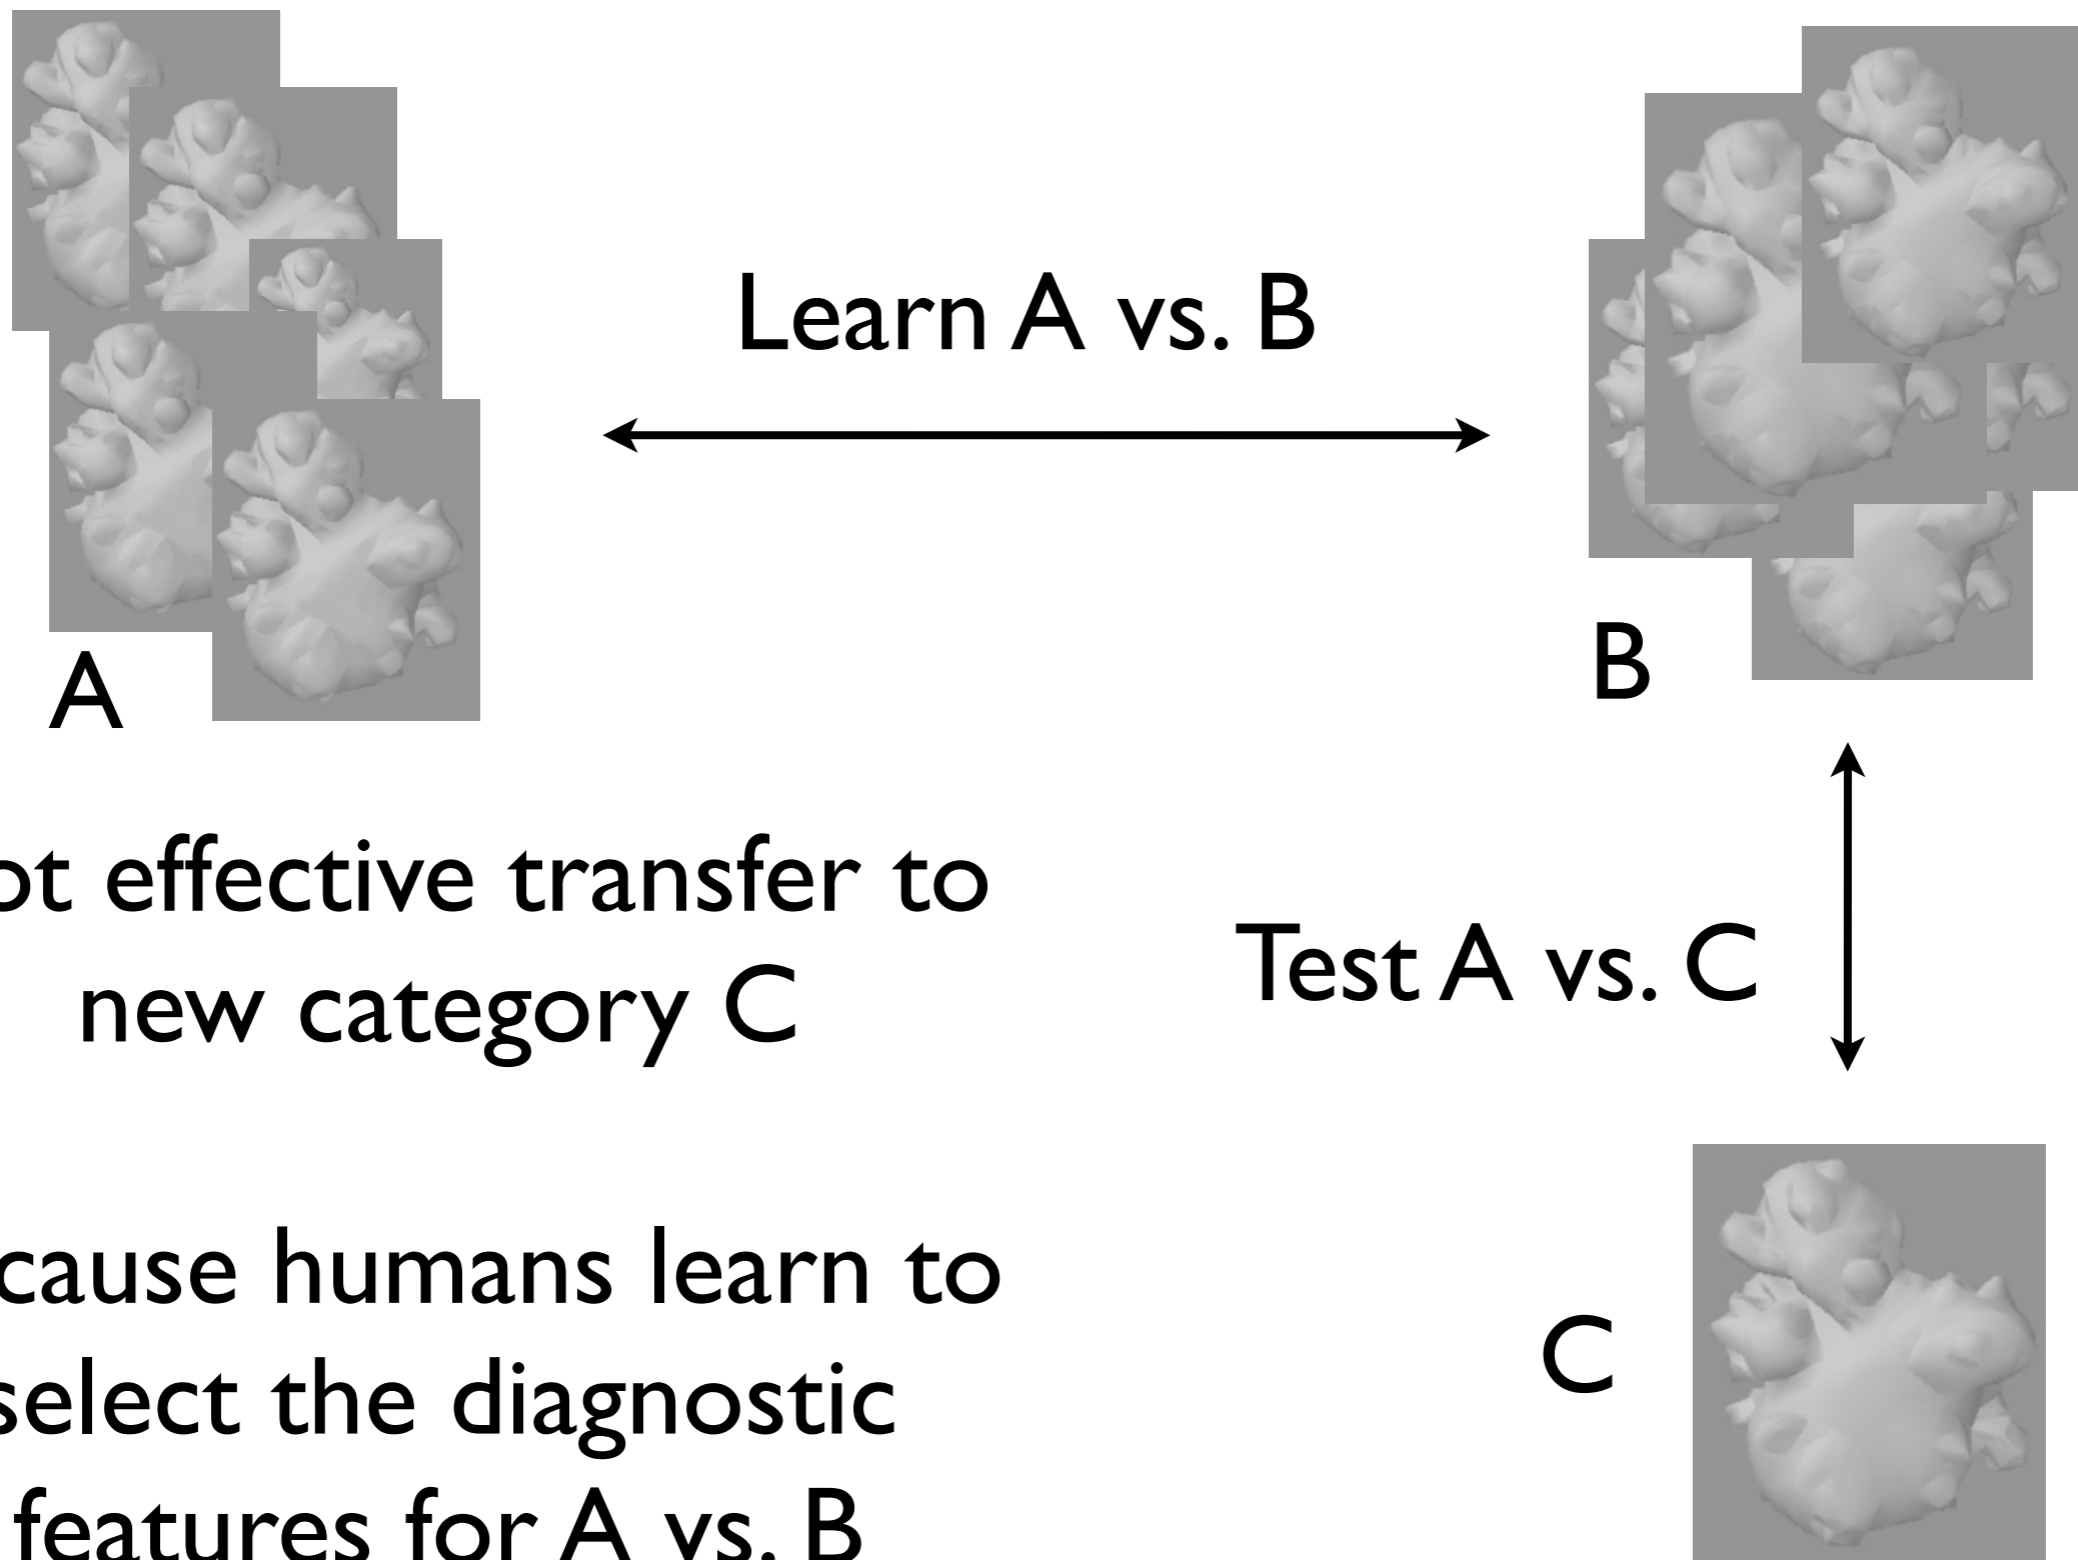 Learn A vs. B
A
B
ot effective transfer to
new category C
Test A vs. C
cause humans learn to
select the diagnostic
features for A vs. B
C